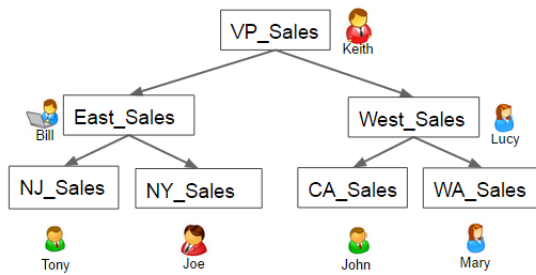 VP_Sales
Keith
Bill
East_Sales
West_Sales
Lucy
NJ_Sales
NY_Sales
CA_Sales
WA_Sales
Tony
Joe
John
Mary